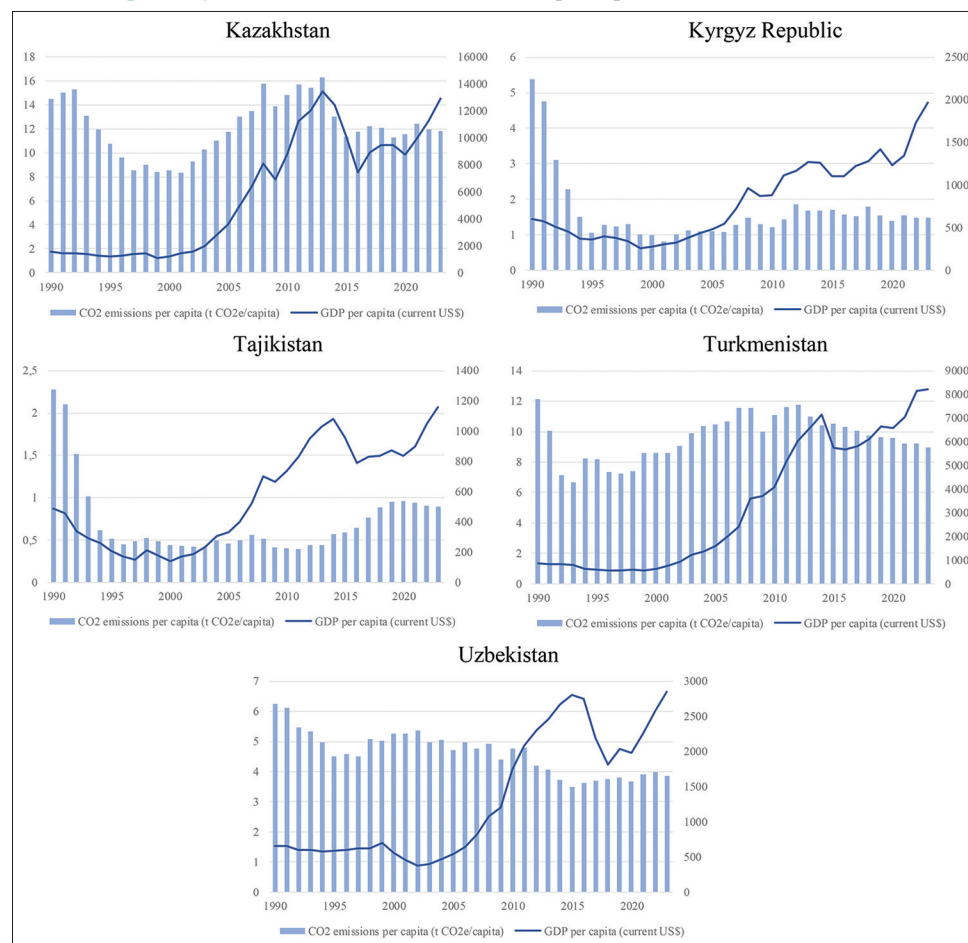 Kazakhstan
18 16000
16 14000
14 12000
12 10000
10 8000
8 6000
6 4000
4 2000
2 0
0
1990 1995 2000 2005 2010 2015 2020
CO2 emissions per capita (t CO2e/capita) GDP per capita (current US$)
Kyrgyz Republic
6 2500
5 2000
4 1500
3 1000
2 500
1 0
0
1990 1995 2000 2005 2010 2015 2020
CO2 emissions per capita (t CO2e/capita) GDP per capita (current US$)
Tajikistan
2,5 1400
2 1200
1,5 1000
1 800
0,5 600
0 400
200
0
1990 1995 2000 2005 2010 2015 2020
CO2 emissions per capita (t CO2e/capita) GDP per capita (current US$)
Turkmenistan
14 9000
12 8000
10 7000
8 6000
6 5000
4 4000
2 3000
0 2000
1000
0
1990 1995 2000 2005 2010 2015 2020
CO2 emissions per capita (t CO2e/capita) GDP per capita (current US$)
Uzbekistan
7 3000
6 2500
5 2000
4 1500
3 1000
2 500
1 0
0
1990 1995 2000 2005 2010 2015 2020
CO2 emissions per capita (t CO2e/capita) GDP per capita (current US$)